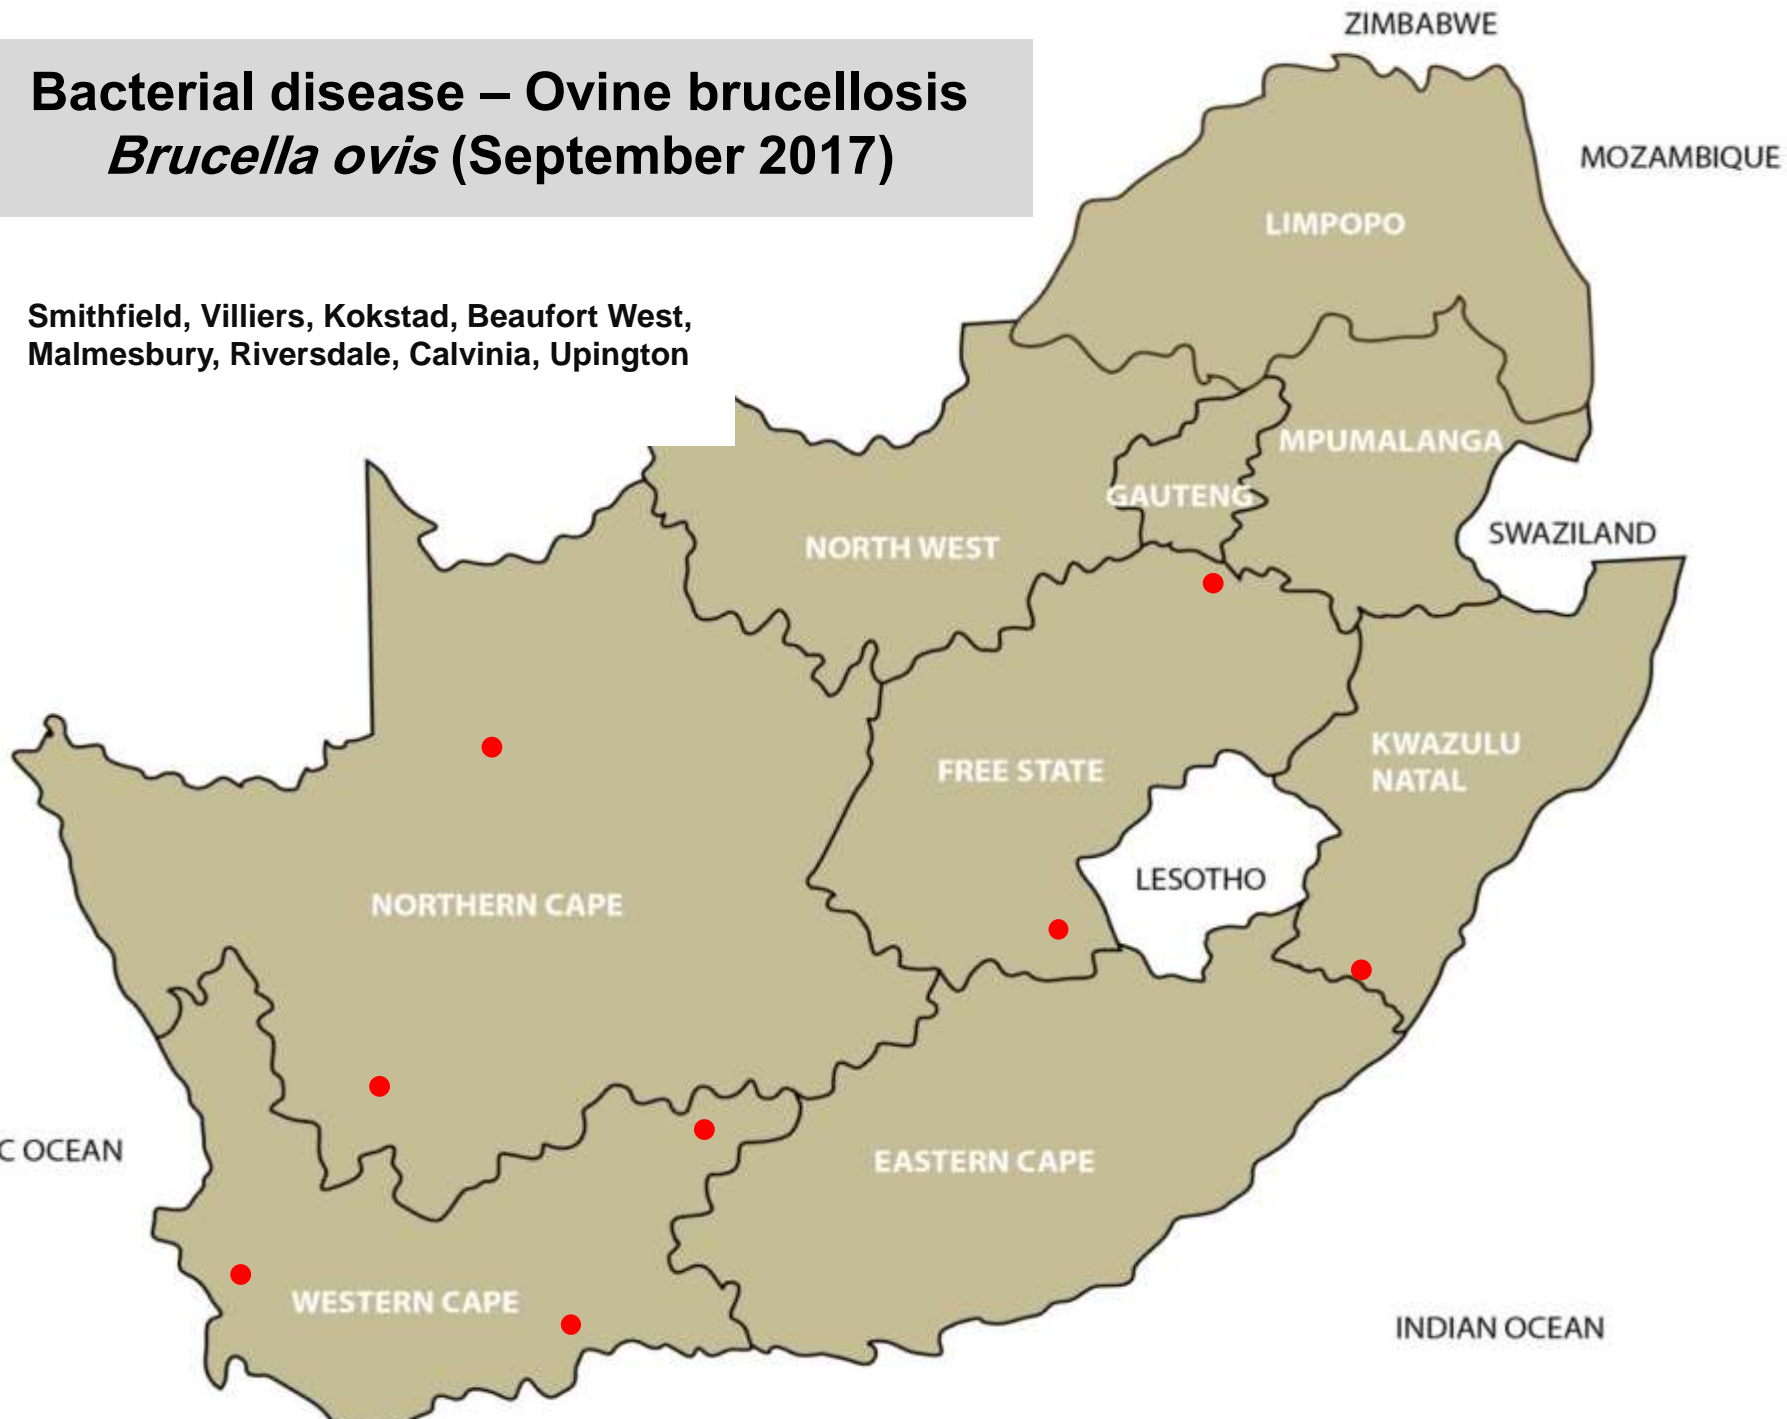 ZIMBABWE
Bacterial disease – Ovine brucellosis
Brucella ovis (September 2017)
MOZAMBIQUE
LIMPOPO
Smithfield, Villiers, Kokstad, Beaufort West,
Malmesbury, Riversdale, Calvinia, Upington
MPUMALANGA
GAUTENG
SWAZILAND
NORTH WEST
KWAZULU
NATAL
FREE STATE
LESOTHO
NORTHERN CAPE
C OCEAN
EASTERN CAPE
WESTERN CAPE
INDIAN OCEAN